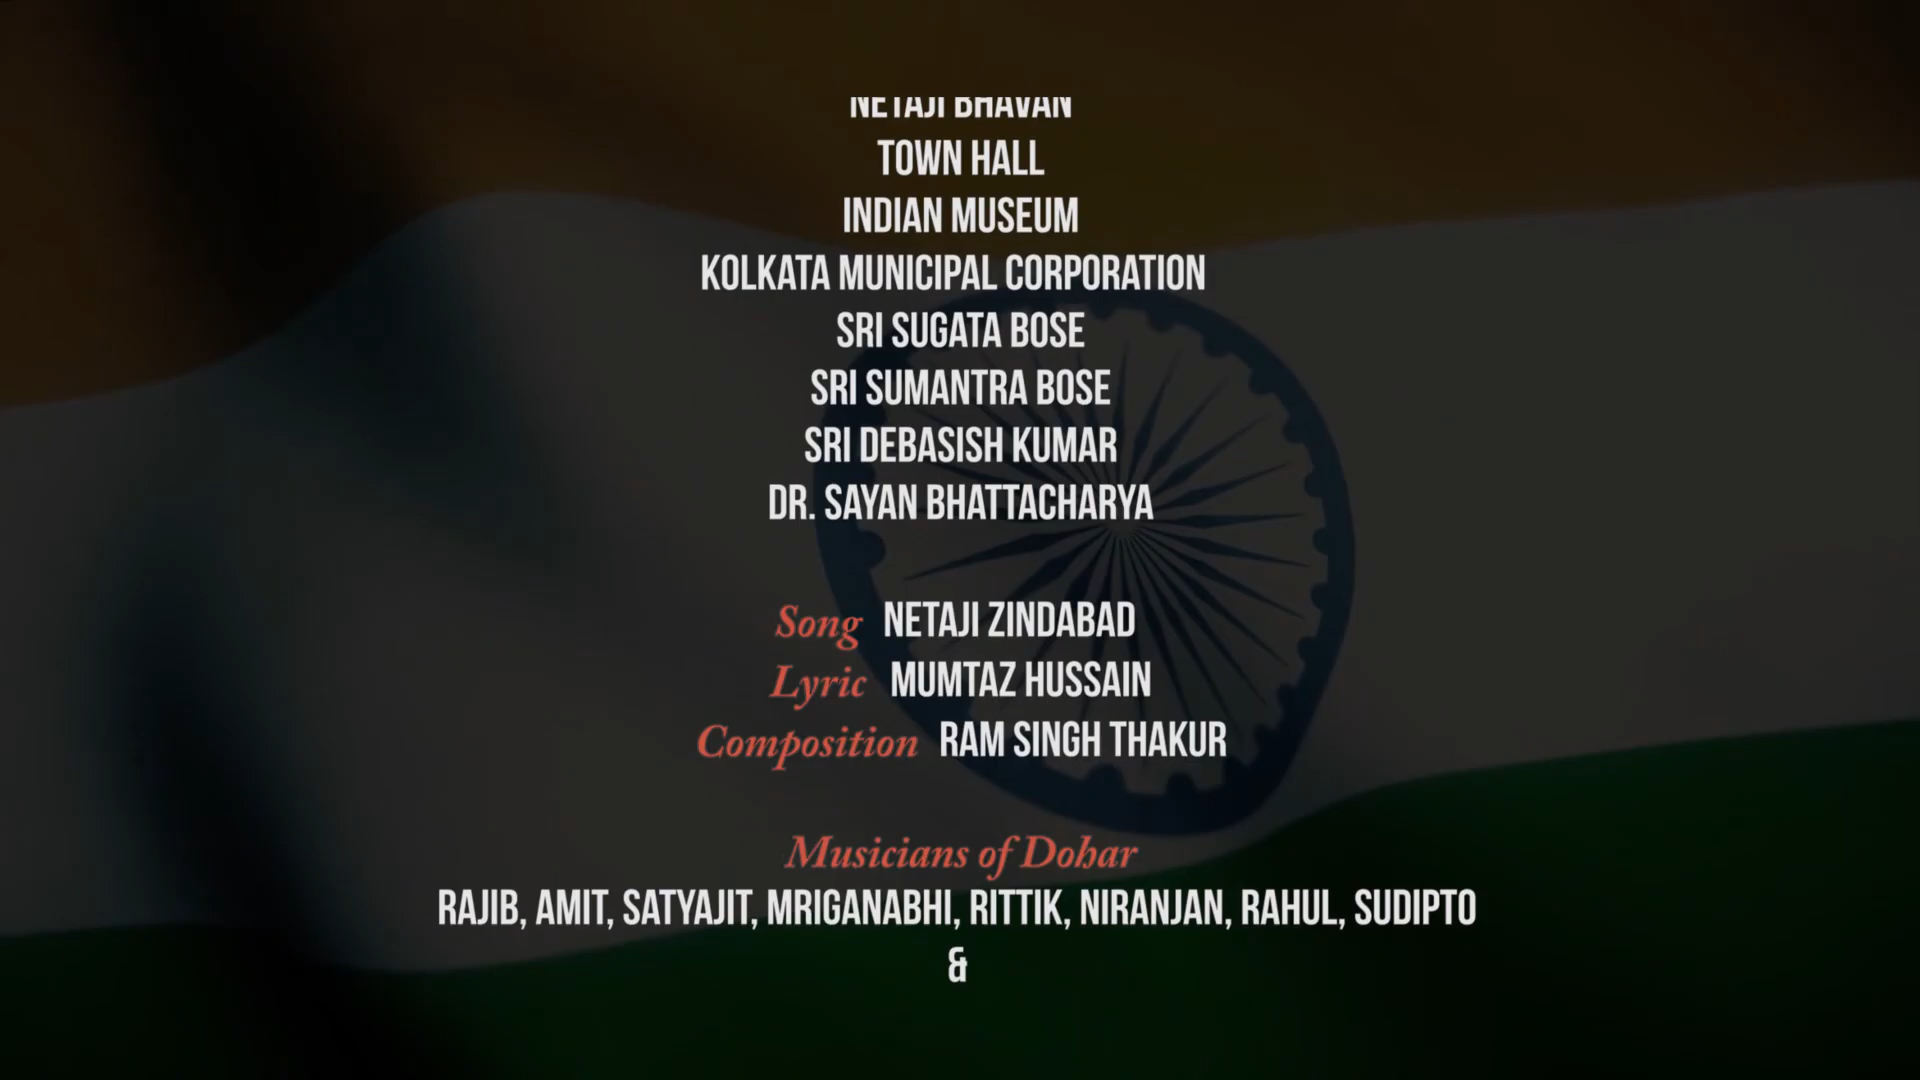 NETAJI BHAVAN
TOWN HALL
INDIAN MUSEUM
KOLKATA MUNICIPAL CORPORATION
SRI SUGATA BOSE
SRI SUMANTRA BOSE
SRI DEBASISH KUMAR
DR. SAYAN BHATTACHARYA
Song NETAJI ZINDABAD
Lyric MUMTAZ HUSSAIN
Composition RAM SINGH THAKUR
Musicians of Dohar
RAJIB, AMIT, SATYAJIT, MRIGANABHI, RITTIK, NIRANJAN, RAHUL, SUDIPTO
&